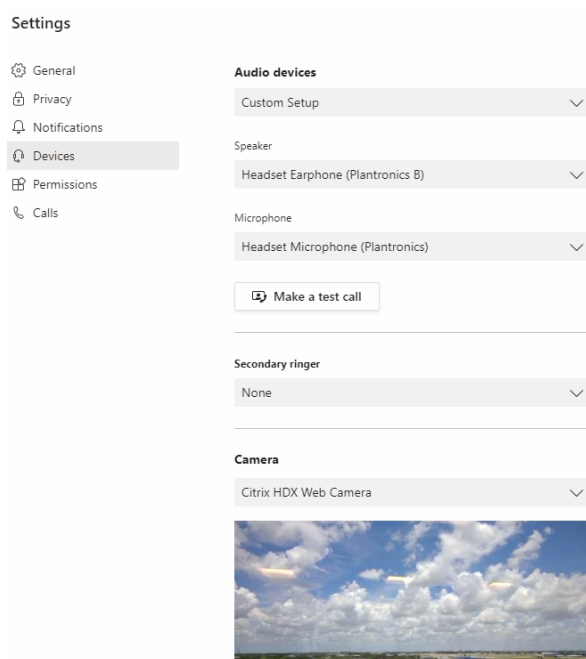 Settings
General
Privacy
Notifications
Devices
Permissions
Calls
Audio devices
Custom Setup
Speaker
Headset Earphone (Plantronics B)
Microphone
Headset Microphone (Plantronics)
Make a test call
Secondary ringer
None
Camera
Citrix HDX Web Camera